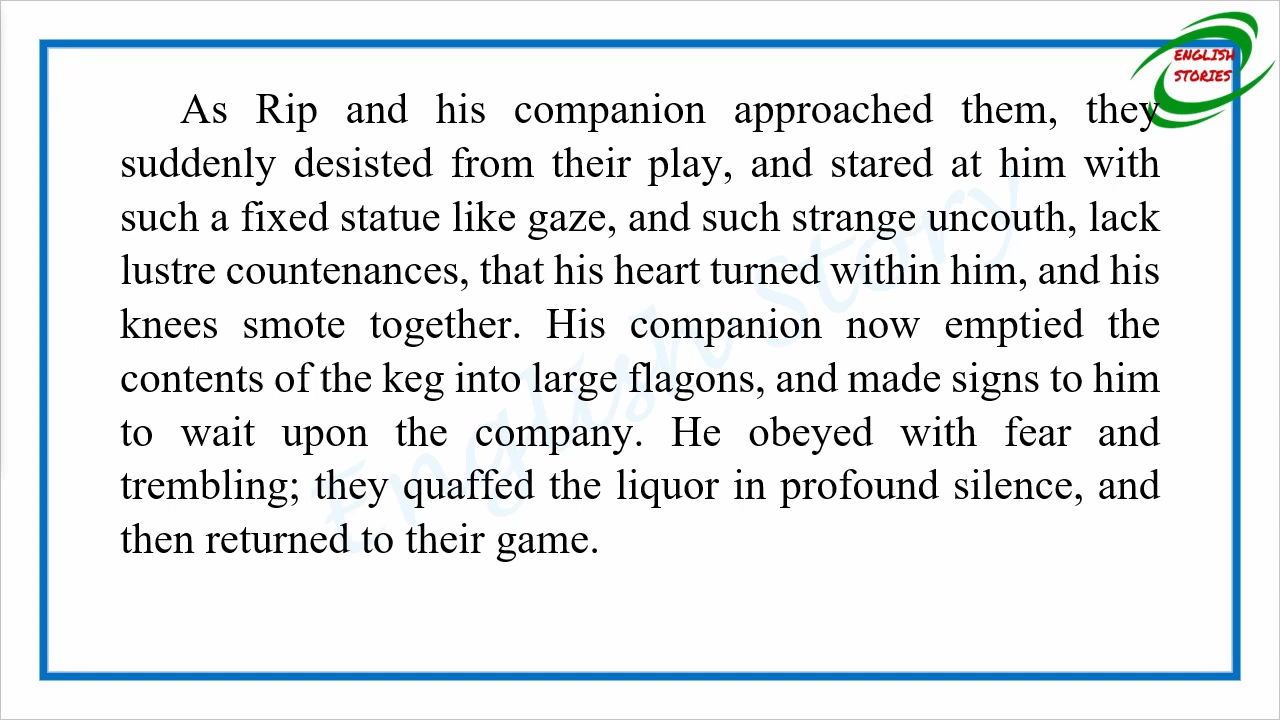 ENGLISH
STORIES
As Rip and his companion approached them, they
suddenly desisted from their play, and stared at him with
such a fixed statue like gaze, and such strange uncouth, lack
lustre countenances, that his heart turned within him, and his
knees smote together. His companion now emptied the
contents of the keg into large flagons, and made signs to him
to wait upon the company. He obeyed with fear and
trembling; they quaffed the liquor in profound silence, and
then returned to their game.
English Story